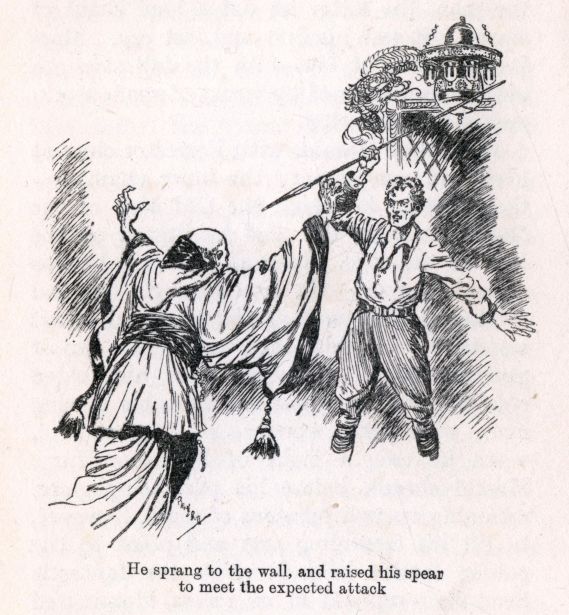 He sprang to the wall, and raised his spear
to meet the expected attack